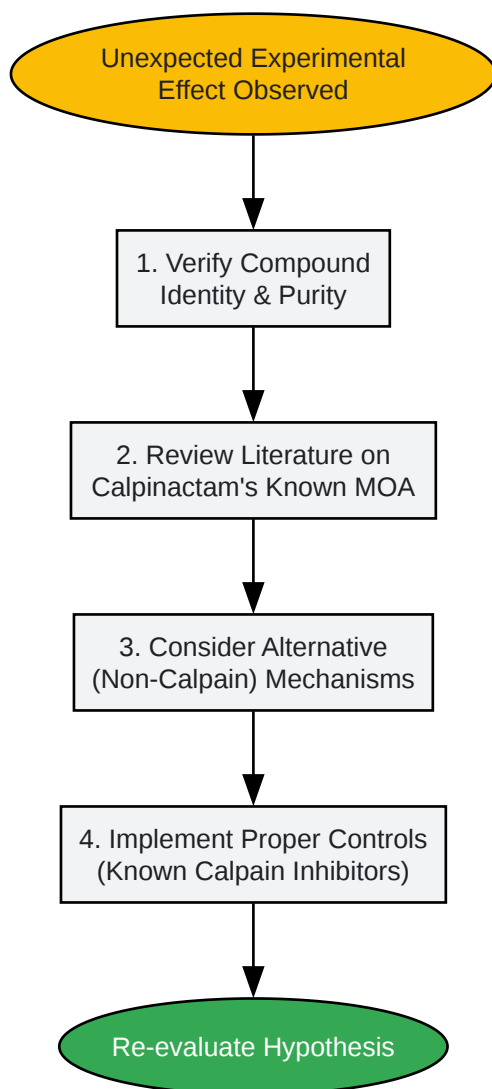 Unexpected Experimental
Effect Observed
1. Verify Compound
Identity & Purity
2. Review Literature on
Calpinactam's Known MOA
3. Consider Alternative
(Non-Calpain) Mechanisms
4. Implement Proper Controls
(Known Calpain Inhibitors)
Re-evaluate Hypothesis